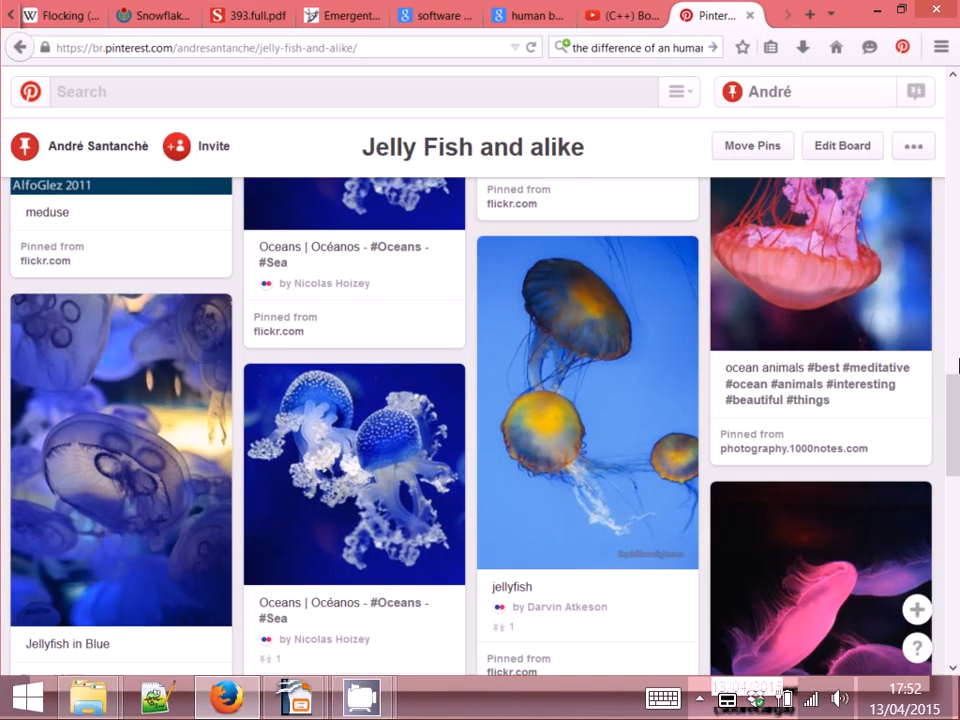 Flocking (
Snowflak...
393.full.pdf
Emergent...
software ...
human b...
(C++) Bo...
Pinter...
https://br.pinterest.com/andresantanche/jelly-fish-and-alike/
the difference of an human
Search
André
André Santanchè
Invite
Jelly Fish and alike
Move Pins
Edit Board
AlfoGlez 2011
meduse
Pinned from
flickr.com
Jellyfish in Blue
Oceans | Océanos - #Oceans -
#Sea
by Nicolas Hoizey
Pinned from
flickr.com
Oceans | Océanos - #Oceans -
#Sea
by Nicolas Hoizey
1
Pinned from
flickr.com
jellyfish
by Darvin Atkeson
1
Pinned from
flickr.com
ocean animals #best #meditative
#ocean #animals #interesting
#beautiful #things
Pinned from
photography.1000notes.com
17:52
13/04/2015